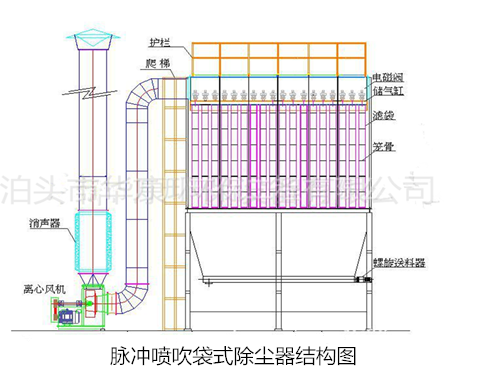 护栏
爬梯
电磁阀
储气缸
滤袋
笼骨
消声器
螺旋送料器
离心风机
脉冲喷吹袋式除尘器结构图